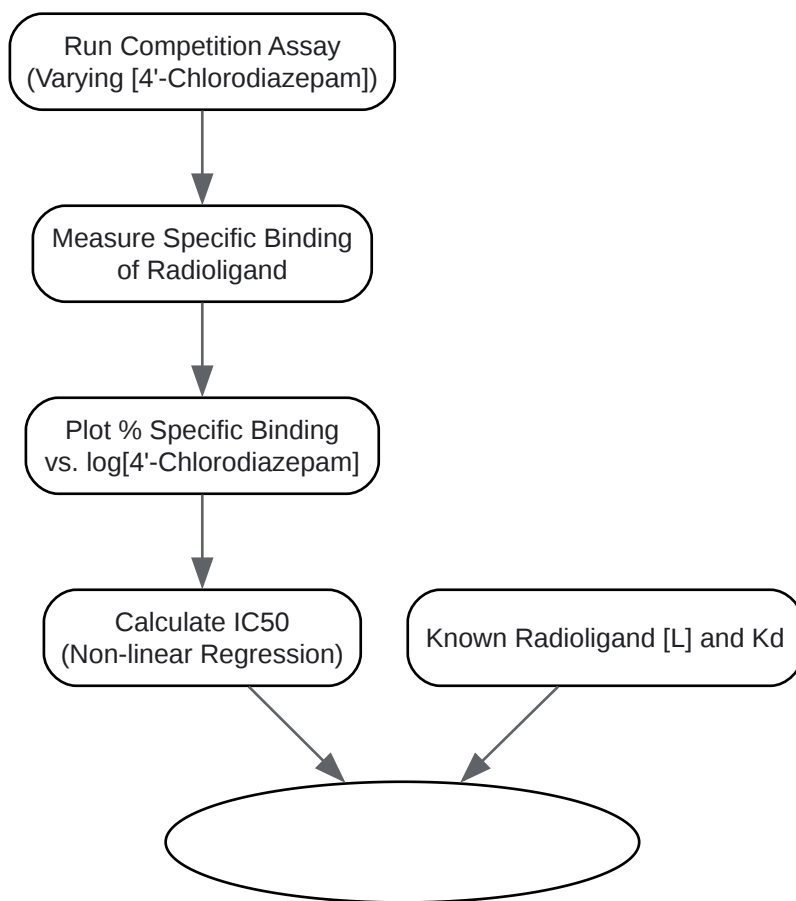 Run Competition Assay
(Varying [4'-Chlorodiazepam])
Measure Specific Binding
of Radioligand
Plot % Specific Binding
vs. log[4'-Chlorodiazepam]
Calculate IC50
(Non-linear Regression)
Known Radioligand [L] and Kd